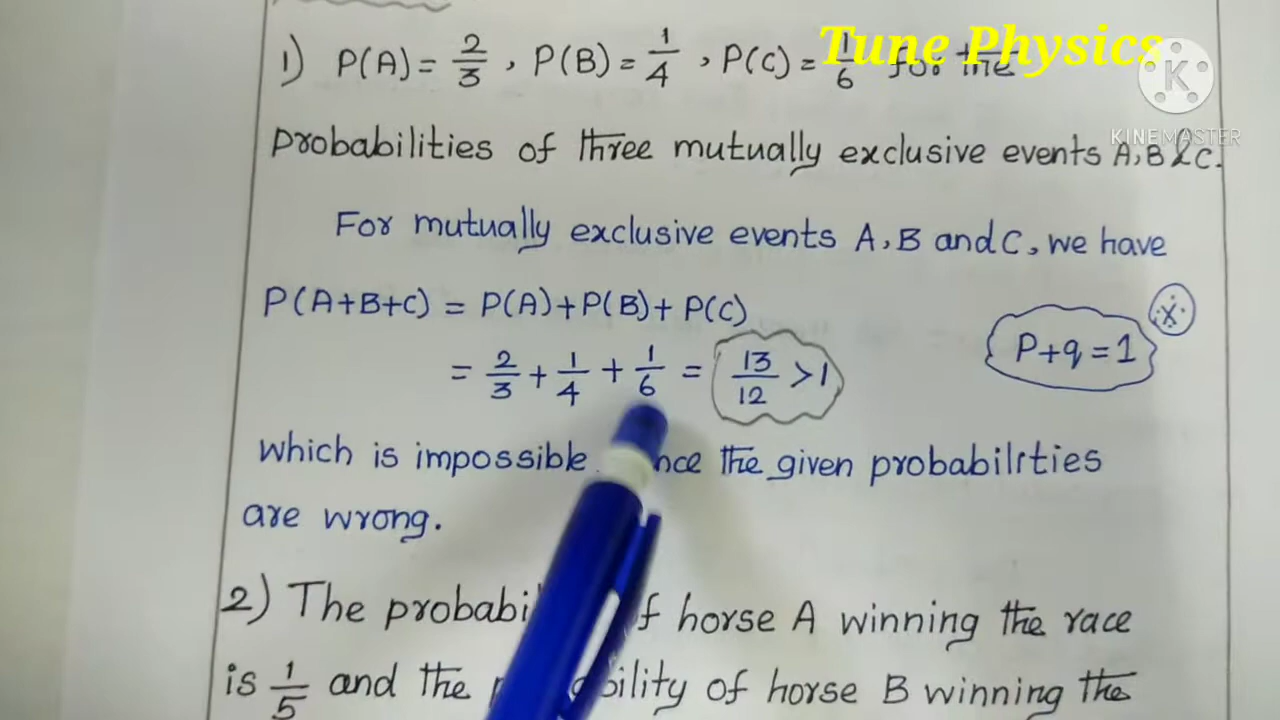 Tune Physics
K
KINEMASTER
1) P(A) = 2/3 , P(B) = 1/4 , P(C) = 1/6 for the
probabilities of three mutually exclusive events A, B & C.
For mutually exclusive events A, B and C, we have
P(A+B+C) = P(A) + P(B) + P(C)
= 2/3 + 1/4 + 1/6 = 13/12 > 1
P+q = 1
which is impossible. the given probabilities
are wrong.
2) The of horse A winning the race
is 1/5 and the of horse B winning the